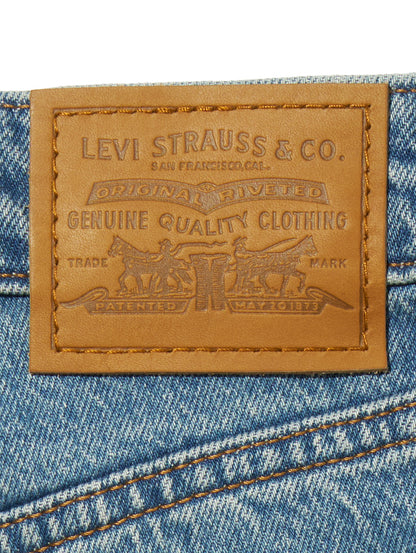 LEVI STRAUSS & CO.
SAN FRANCISCO, CAL.
ORIGINAL RIVETED
GENUINE QUALITY CLOTHING
TRADE MARK
PATENTED MAY 20 1873